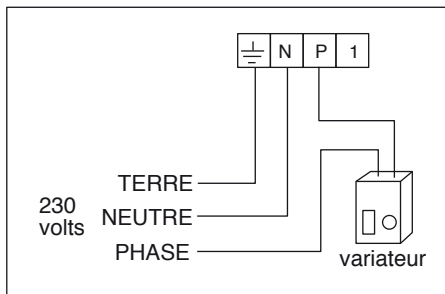 N P 1
TERRE
230
volts
NEUTRE
PHASE
variateur